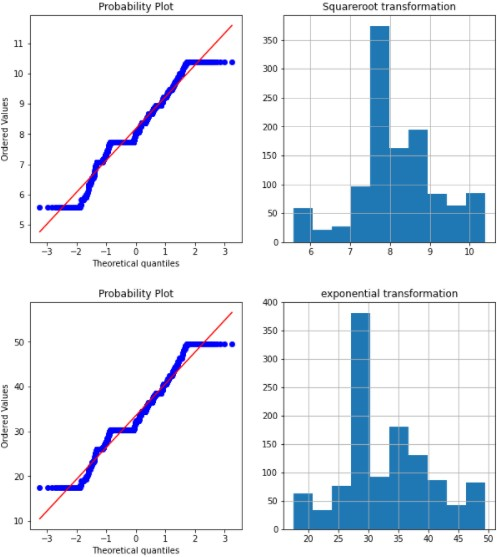 Probability Plot
Ordered Values
11
10
9
8
7
6
5
−3 −2 −1 0 1 2 3
Theoretical quantiles
Squareroot transformation
350
300
250
200
150
100
50
0
6 7 8 9 10
Probability Plot
Ordered Values
50
40
30
20
10
−3 −2 −1 0 1 2 3
Theoretical quantiles
exponential transformation
400
350
300
250
200
150
100
50
0
20 25 30 35 40 45 50